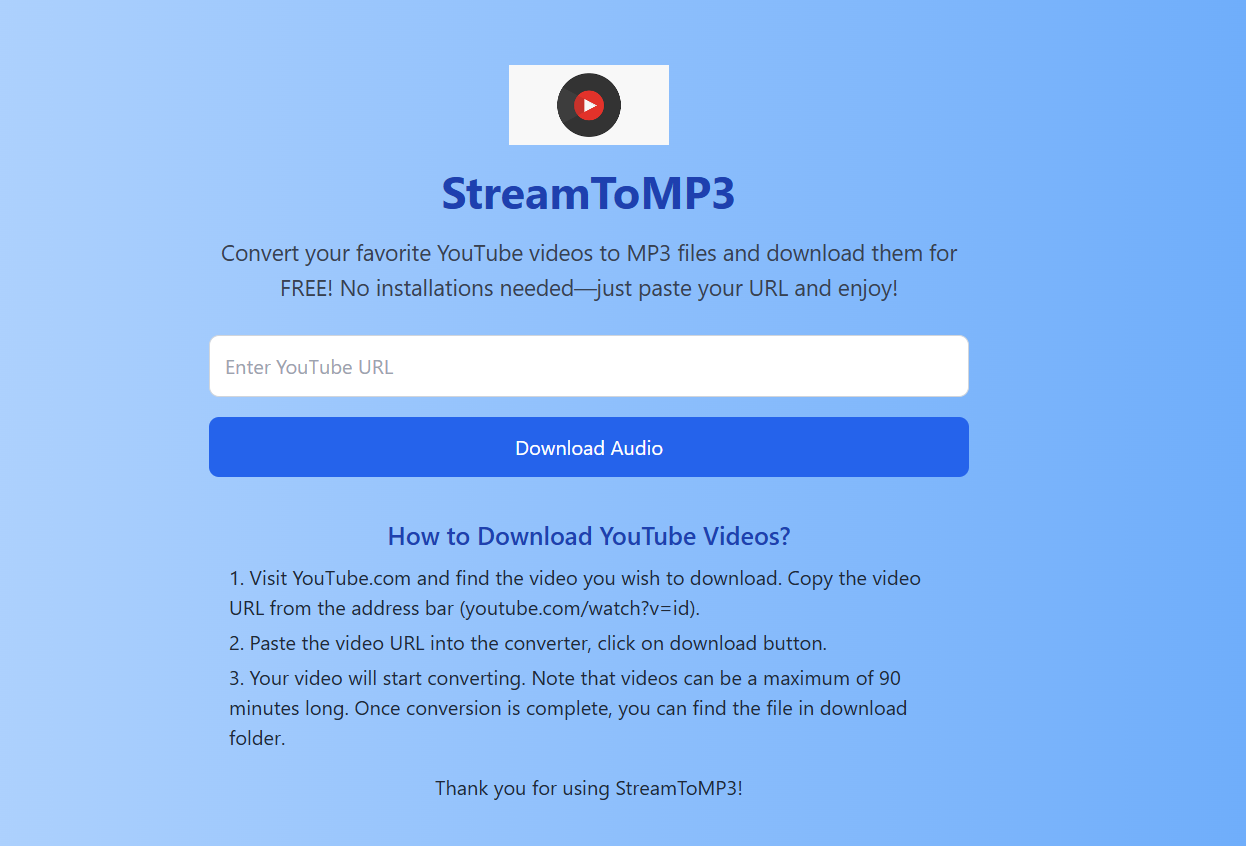 StreamToMP3
Convert your favorite YouTube videos to MP3 files and download them for
FREE! No installations needed—just paste your URL and enjoy!
Enter YouTube URL
Download Audio
How to Download YouTube Videos?
1. Visit YouTube.com and find the video you wish to download. Copy the video
URL from the address bar (youtube.com/watch?v=id).
2. Paste the video URL into the converter, click on download button.
3. Your video will start converting. Note that videos can be a maximum of 90
minutes long. Once conversion is complete, you can find the file in download
folder.
Thank you for using StreamToMP3!